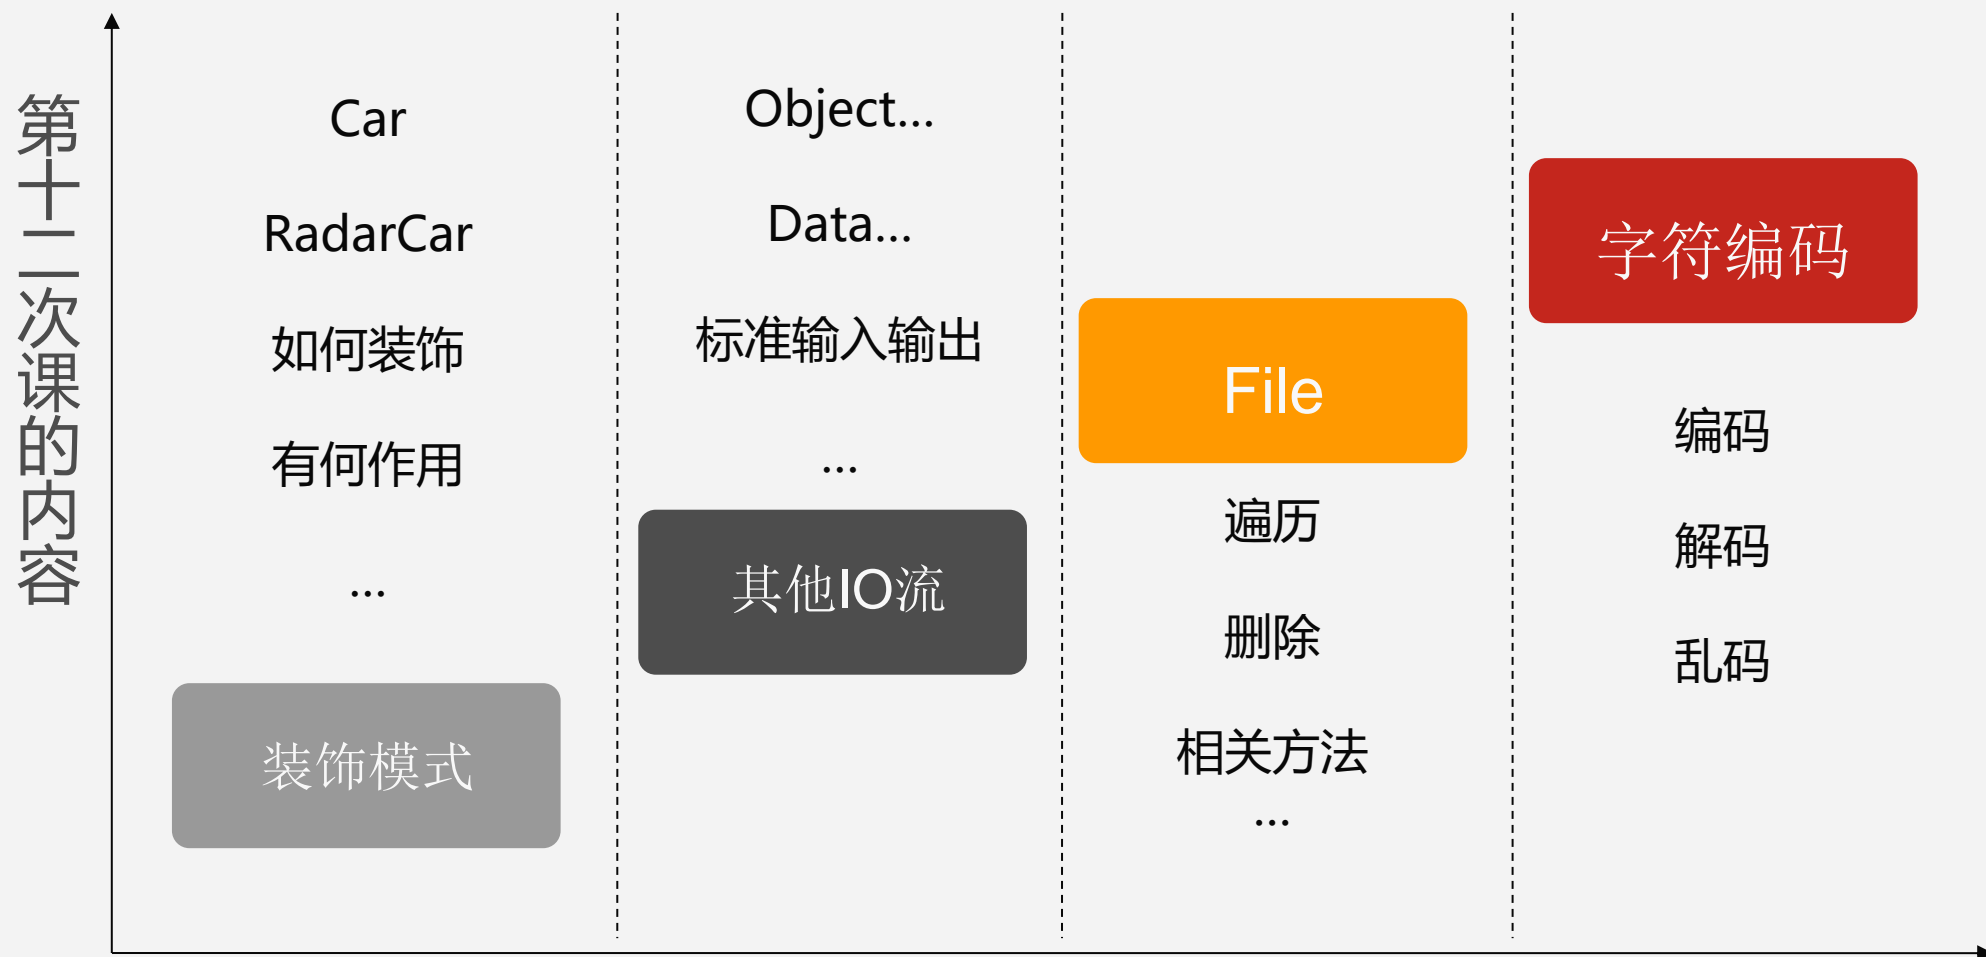 第十二次课的内容
Car
RadarCar
如何装饰
有何作用
...
装饰模式
Object...
Data...
标准输入输出
...
其他IO流
File
遍历
删除
相关方法
...
字符编码
编码
解码
乱码